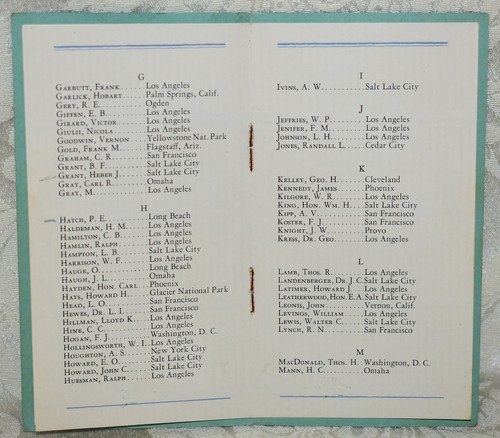 G
Garbutt, Frank......Los Angeles
Garlick, Hobart.....Palm Springs, Calif.
Gery, R. E..........Ogden
Giffen, E. B........Los Angeles
Girard, Victor......Los Angeles
Giulii, Nicola......Los Angeles
Goodwin, Vernon.....Yellowstone Nat. Park
Gold, Frank M.......Flagstaff, Ariz.
Graham, C. R........San Francisco
Grant, B. F.........Salt Lake City
Grant, Heber J......Salt Lake City
Gray, Carl R........Omaha
Gray, M.............Los Angeles
H
Hatch, P. E.........Long Beach
Haldeman, H. M......Los Angeles
Hamilton, C. B......Los Angeles
Hamlin, Ralph.......Los Angeles
Hampton, L. B.......Salt Lake City
Harrison, W. F......Los Angeles
Hauge, O............Long Beach
Haugh, J. L.........Omaha
Hayden, Hon. Carl...Phoenix
Hays, Howard H......Glacier National Park
Head, L. O..........San Francisco
Hewes, Dr. L. I.....San Francisco
Hillman, Lloyd K....Los Angeles
Hine, C. C..........Los Angeles
Hogan, F. J.........Washington, D. C.
Hollingsworth, W. I. Los Angeles
Houghton, A. S......New York City
Howard, E. O........Salt Lake City
Howard, John C......Salt Lake City
Huesman, Ralph......Los Angeles
I
Ivins, A. W.........Salt Lake City
J
Jeffries, W. P......Los Angeles
Jenifer, F. M.......Los Angeles
Johnson, L. H.......Los Angeles
Jones, Randall L....Cedar City
K
Kelley, Geo. H......Cleveland
Kennedy, James......Phoenix
Kilgore, W. R.......Los Angeles
King, Hon. Wm. H....Salt Lake City
Kipp, A. V..........San Francisco
Koster, F. J........San Francisco
Knight, J. W........Provo
Kress, Dr. Geo......Los Angeles
L
Lamb, Thos. R.......Los Angeles
Landenberger, Dr. J. C. Salt Lake City
Latimer, Howard J...Los Angeles
Leatherwood, Hon. E. A. Salt Lake City
Leonis, John........Vernon, Calif.
Levings, William....Los Angeles
Lewis, Walter C.....Salt Lake City
Lynch, R. N.........San Francisco
M
MacDonald, Thos. H. Washington, D. C.
Mann, H. C..........Omaha